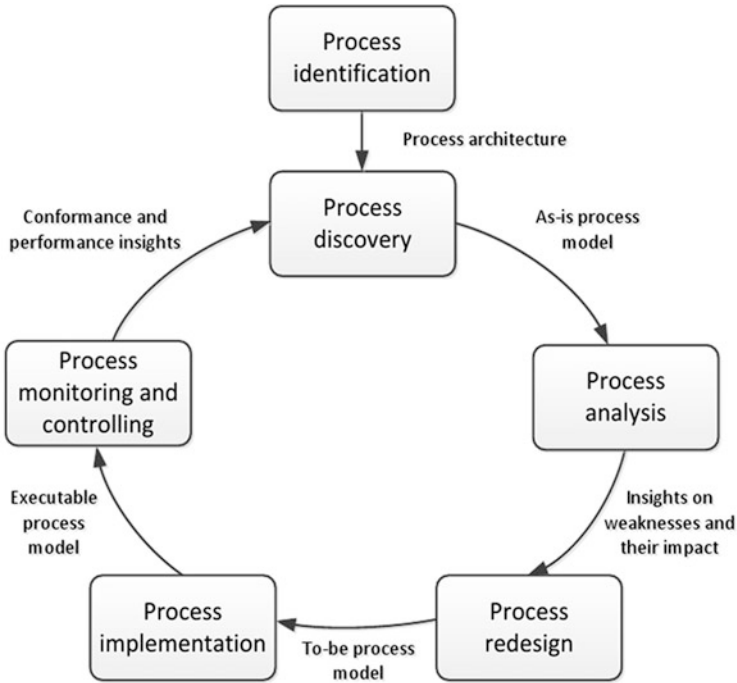 Process
identification
Process architecture
Process
discovery
As-is process
model
Process
analysis
Insights on
weaknesses and
their impact
Process
redesign
To-be process
model
Process
implementation
Executable
process
model
Process
monitoring and
controlling
Conformance and
performance insights